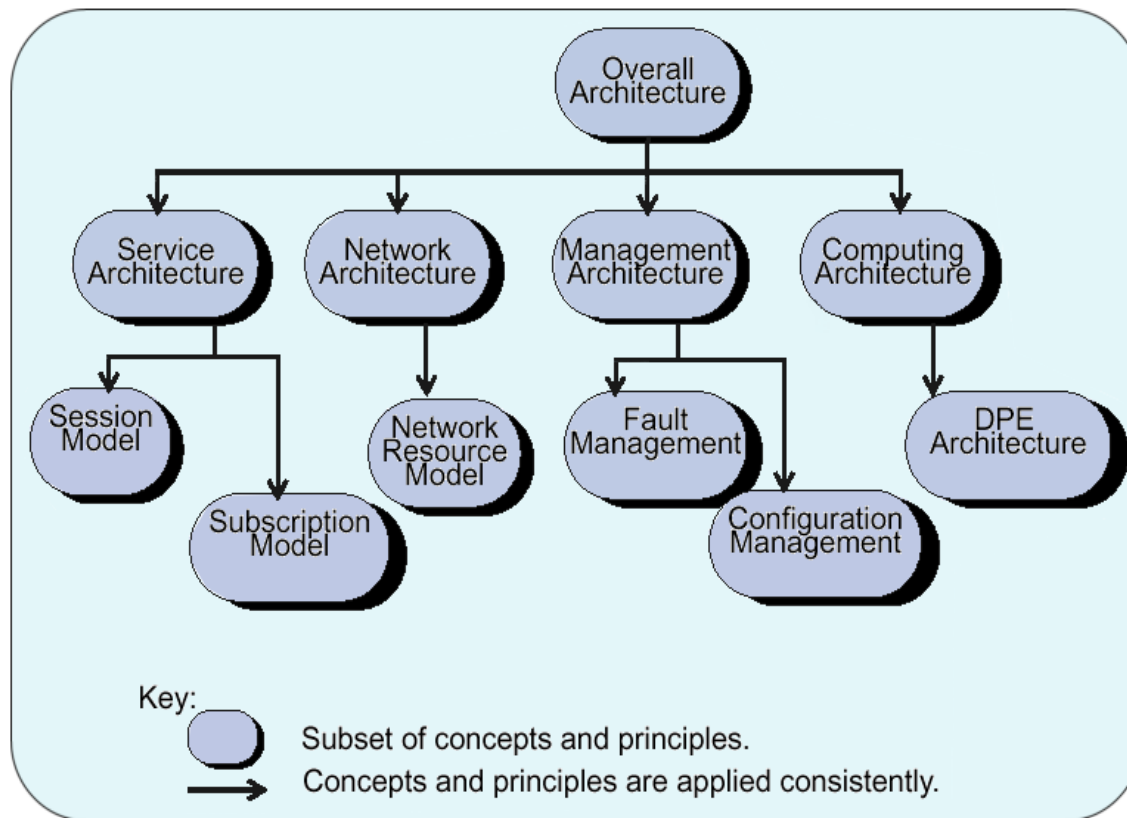 Overall
Architecture
Service
Architecture
Network
Architecture
Management
Architecture
Computing
Architecture
Session
Model
Subscription
Model
Network
Resource
Model
Fault
Management
Configuration
Management
DPE
Architecture
Key:
Subset of concepts and principles.
Concepts and principles are applied consistently.